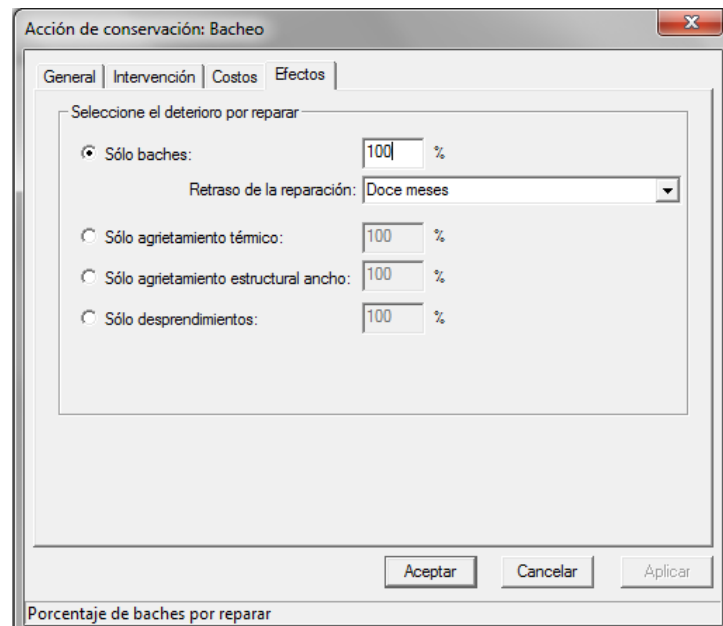 Acción de conservación: Bacheo
General Intervención Costos Efectos
Seleccione el deterioro por reparar
Sólo baches: 100 %
Retraso de la reparación: Doce meses
Sólo agrietamiento térmico: 100 %
Sólo agrietamiento estructural ancho: 100 %
Sólo desprendimientos: 100 %
Aceptar Cancelar Aplicar
Porcentaje de baches por reparar